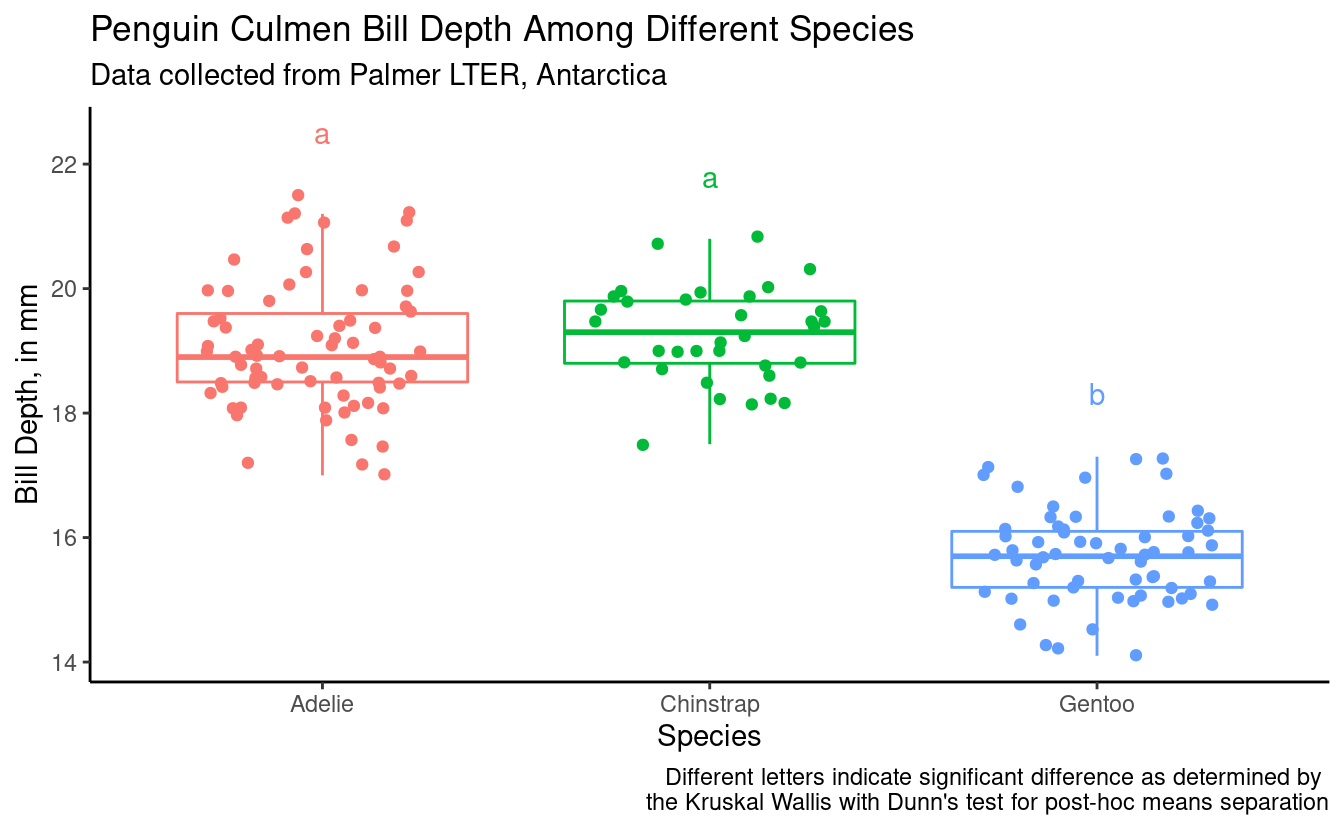 Penguin Culmen Bill Depth Among Different Species
Data collected from Palmer LTER, Antarctica
a
a
b
22
20
18
16
14
Bill Depth, in mm
Adelie
Chinstrap
Gentoo
Species
Different letters indicate significant difference as determined by
the Kruskal Wallis with Dunn's test for post-hoc means separation